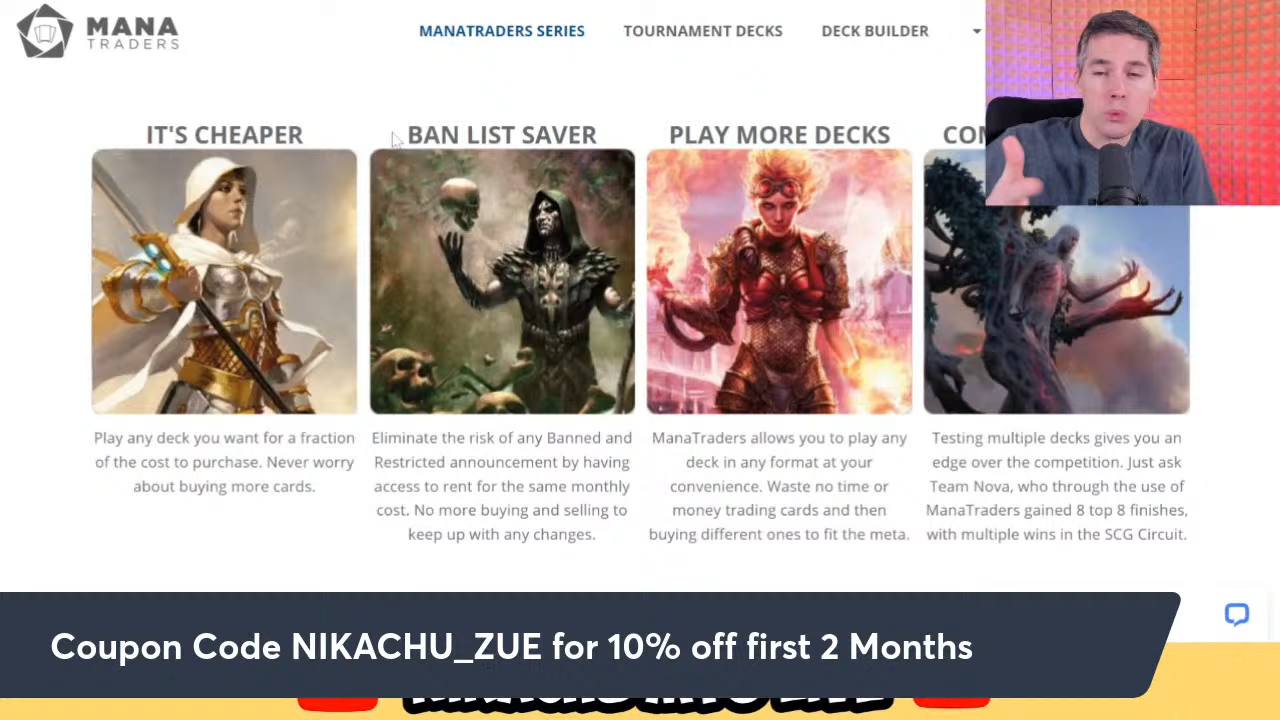 MANA
TRADERS
MANATRADERS SERIES
TOURNAMENT DECKS
DECK BUILDER
IT'S CHEAPER
BAN LIST SAVER
PLAY MORE DECKS
Play any deck you want for a fraction
of the cost to purchase. Never worry
about buying more cards.
Eliminate the risk of any Banned and
Restricted announcement by having
access to rent for the same monthly
cost. No more buying and selling to
keep up with any changes.
ManaTraders allows you to play any
deck in any format at your
convenience. Waste no time or
money trading cards and then
buying different ones to fit the meta.
Testing multiple decks gives you an
edge over the competition. Just ask
Team Nova, who through the use of
ManaTraders gained 8 top 8 finishes,
with multiple wins in the SCG Circuit.
Coupon Code NIKACHU_ZUE for 10% off first 2 Months